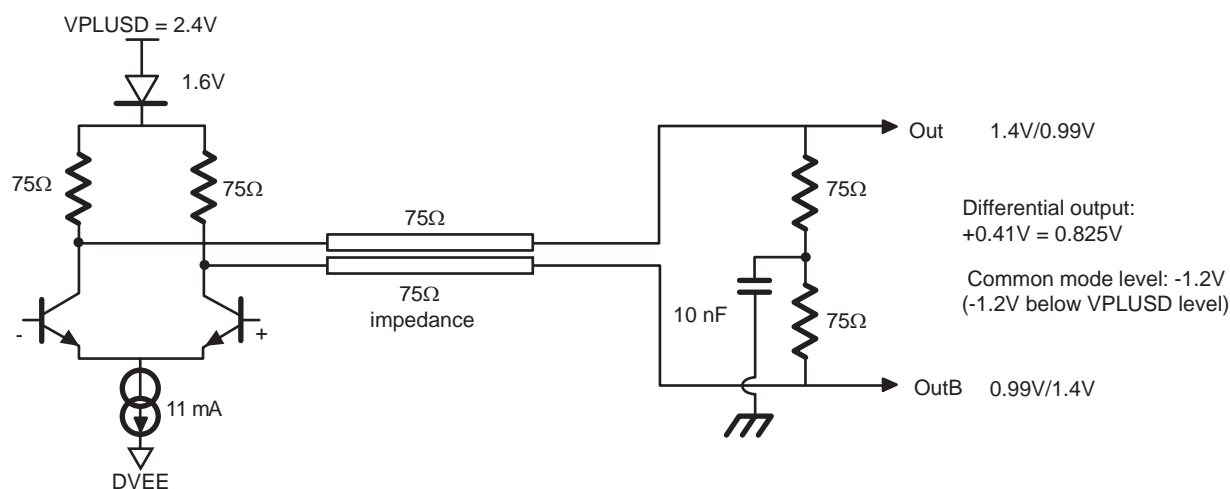 VPLUSD = 2.4V
1.6V
75Ω
75Ω
75Ω
75Ω
impedance
-
+
11 mA
DVEE
10 nF
75Ω
75Ω
Out 1.4V/0.99V
Differential output:
+0.41V = 0.825V
Common mode level: -1.2V
(-1.2V below VPLUSD level)
OutB 0.99V/1.4V